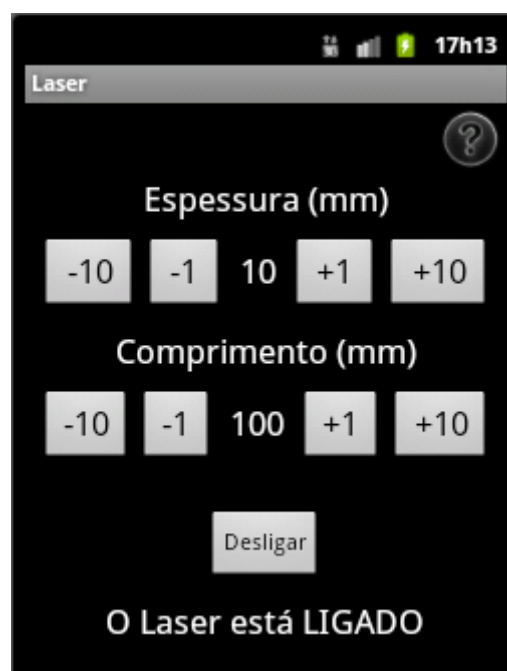 17h13
Laser
?
Espessura (mm)
-10 -1 10 +1 +10
Comprimento (mm)
-10 -1 100 +1 +10
Desligar
O Laser está LIGADO